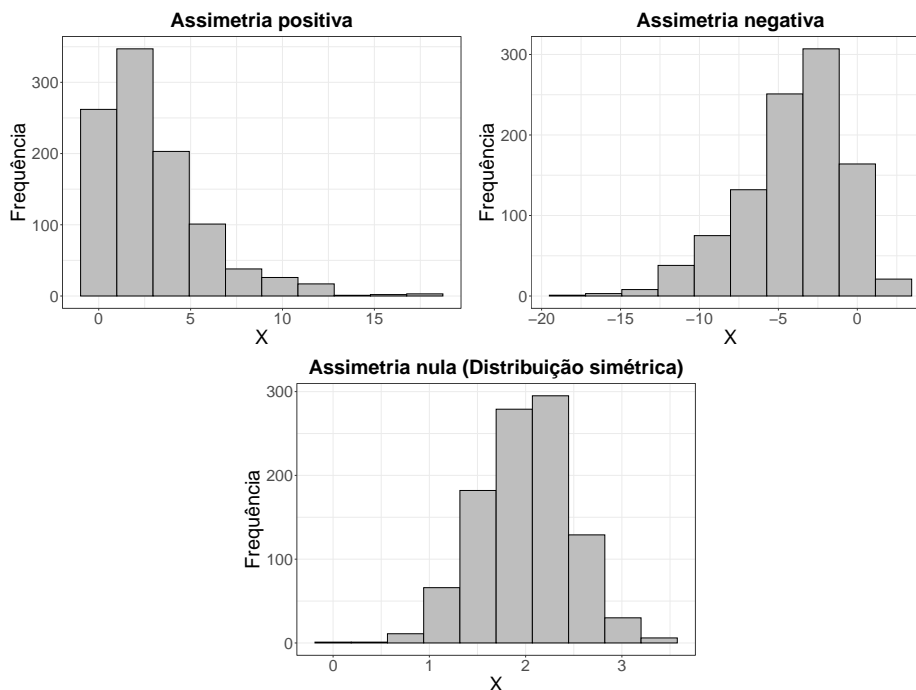 Assimetria positiva
Frequência
300
200
100
0
0 5 10 15
X
Assimetria negativa
Frequência
300
200
100
0
−20 −15 −10 −5 0
X
Assimetria nula (Distribuição simétrica)
Frequência
300
200
100
0
0 1 2 3
X